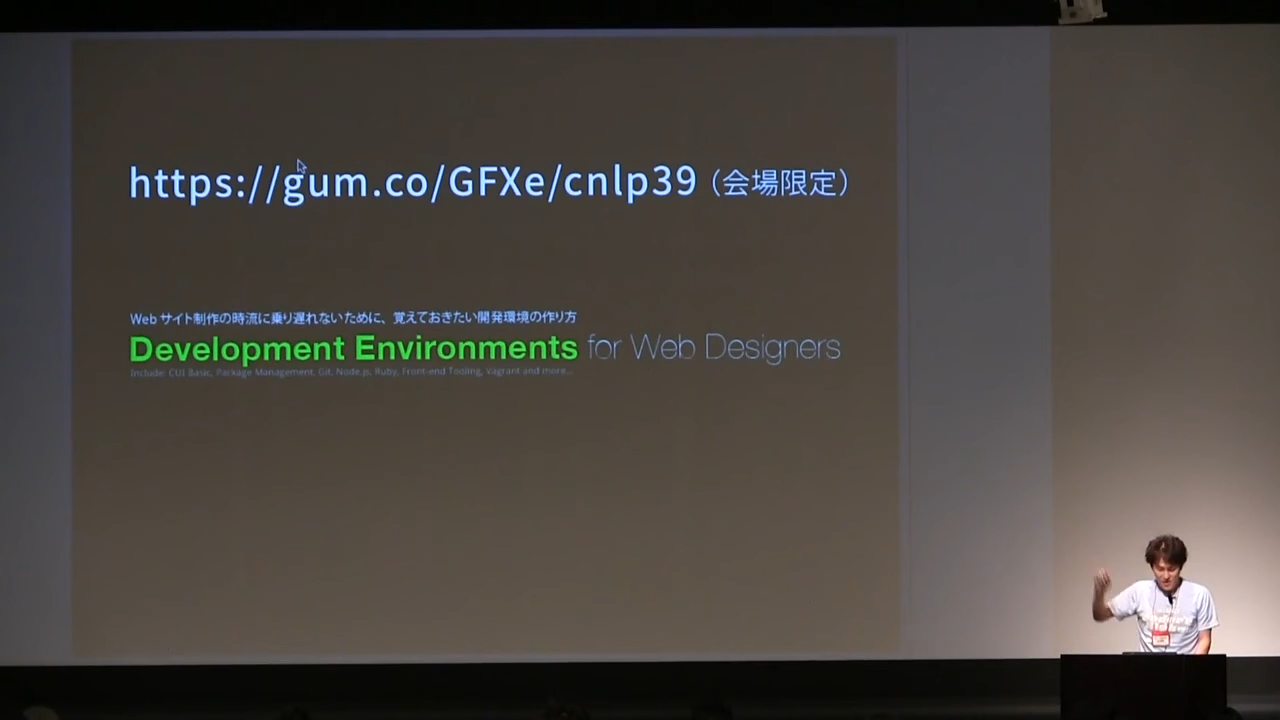 https://gum.co/GFXe/cnlp39（会場限定）
Web サイト制作の時流に乗り遅れないために、覚えておきたい開発環境の作り方
Development Environments for Web Designers
Include: CUI Basic, Package Management, Git, Node.js, Ruby, Front-end Tooling, Vagrant and more...